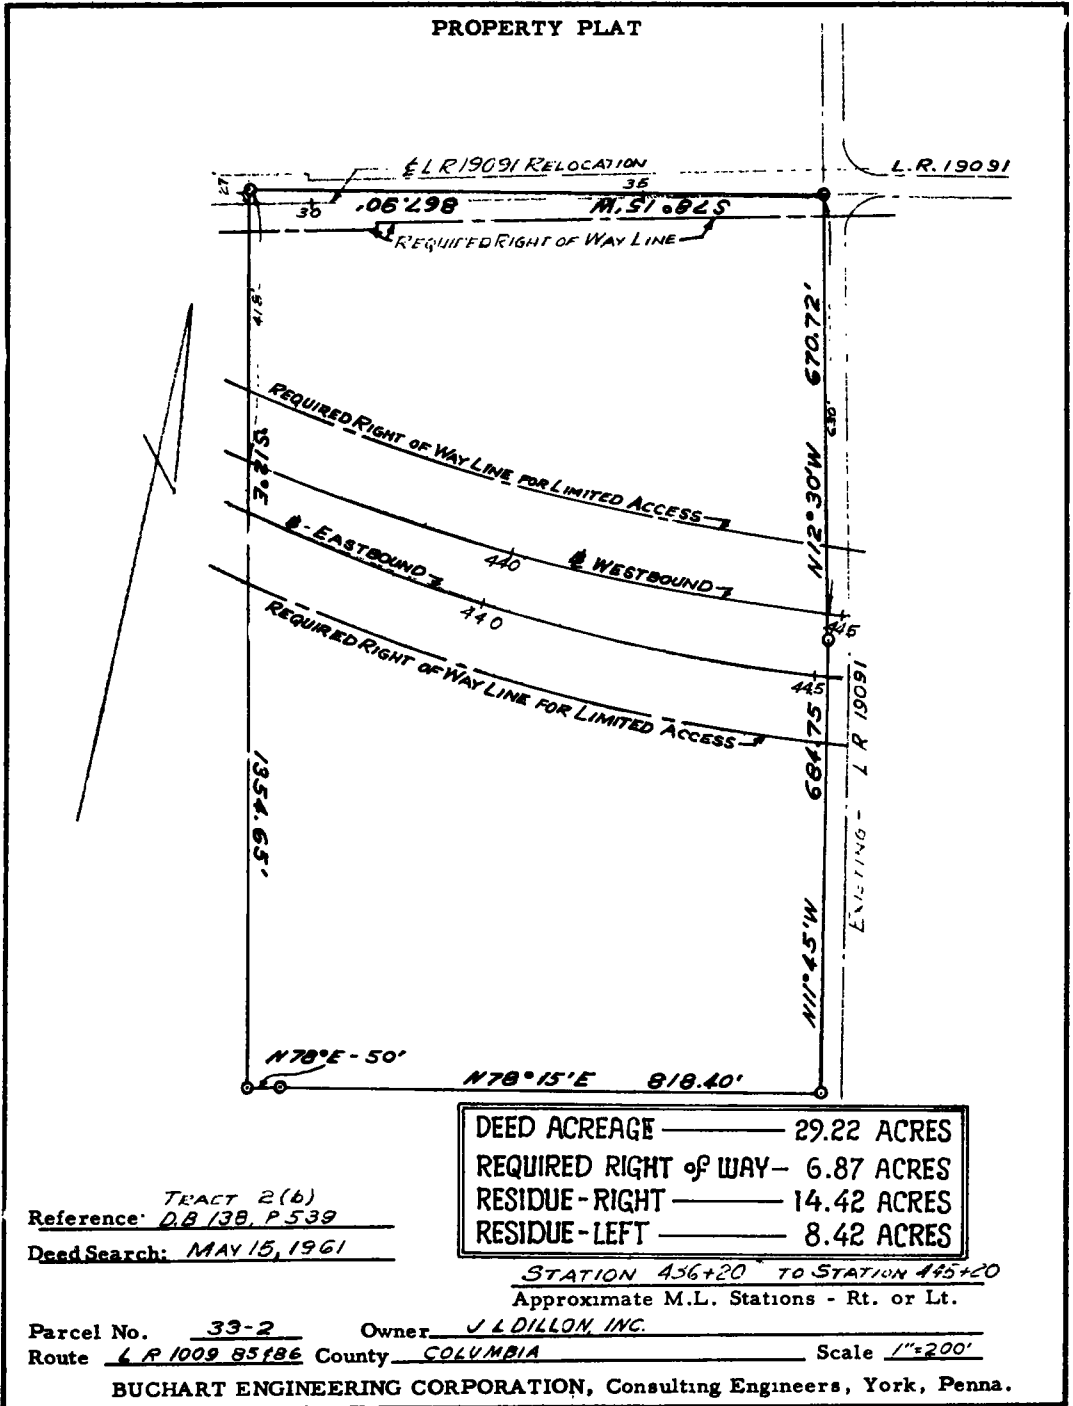 PROPERTY PLAT
℄ L R 19091 RELOCATION
L.R. 19091
27
30
35
S78° 15' W 867.90'
REQUIRED RIGHT OF WAY LINE
418'
670.72'
630'
N12° 30' W
REQUIRED RIGHT OF WAY LINE FOR LIMITED ACCESS
S12° E
℄ - EASTBOUND
440
℄ WESTBOUND
445
440
445
REQUIRED RIGHT OF WAY LINE FOR LIMITED ACCESS
684.75
EXISTING - L R 19091
1354.65'
N11° 45' W
N78° E - 50'
N78° 15' E 818.40'
DEED ACREAGE — 29.22 ACRES
REQUIRED RIGHT of WAY — 6.87 ACRES
RESIDUE - RIGHT — 14.42 ACRES
RESIDUE - LEFT — 8.42 ACRES
TRACT 2(b)
Reference: D.B 138, P 539
Deed Search: MAY 15, 1961
STATION 436+20 TO STATION 445+20
Approximate M.L. Stations - Rt. or Lt.
Parcel No. 33-2 Owner J L DILLON, INC.
Route L R 1009 85&86 County COLUMBIA Scale 1"=200'
BUCHART ENGINEERING CORPORATION, Consulting Engineers, York, Penna.